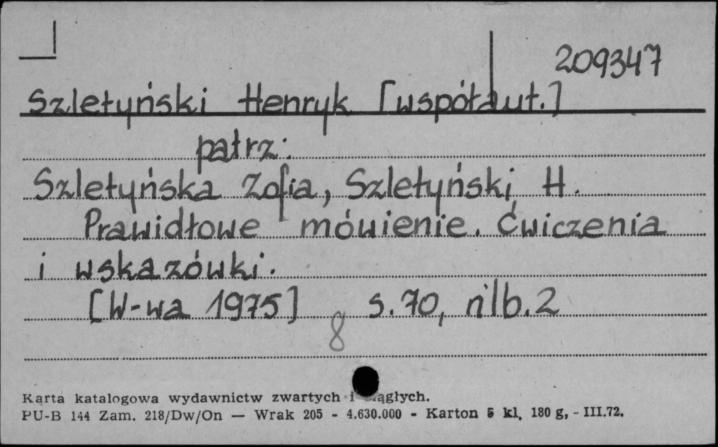 209347
Szletyński Henryk [współaut.]
patrz:
Szletyńska Zofia, Szletyński H.
Prawidłowe mówienie. Ćwiczenia
i wskazówki.
[W-wa 1975] s. 70, nlb. 2
8
Karta katalogowa wydawnictw zwartych i ciągłych.
PU-B 144 Zam. 218/Dw/On — Wrak 205 - 4.630.000 - Karton 5 kl, 180 g, - III.72.